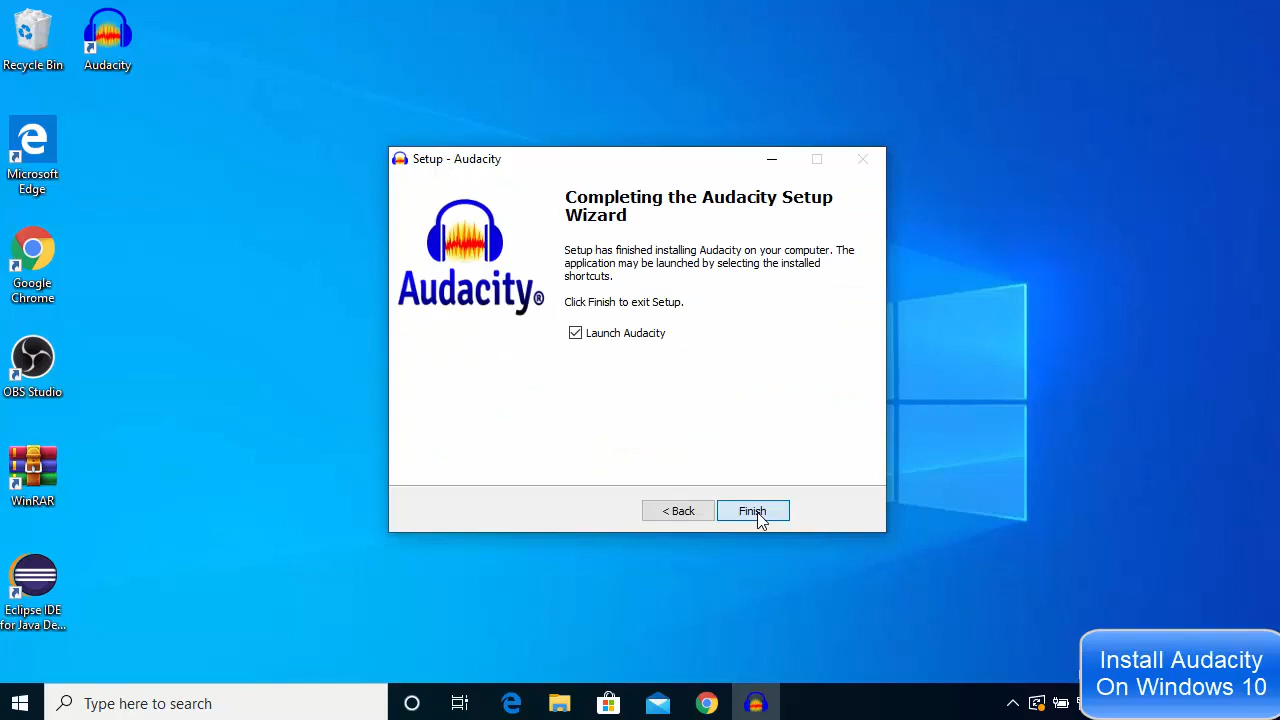 Recycle Bin
Audacity
Microsoft
Edge
Google
Chrome
OBS Studio
WinRAR
Eclipse IDE
for Java De...
Setup - Audacity
Audacity®
Completing the Audacity Setup
Wizard
Setup has finished installing Audacity on your computer. The
application may be launched by selecting the installed
shortcuts.
Click Finish to exit Setup.
Launch Audacity
< Back
Finish
Install Audacity
On Windows 10
Type here to search